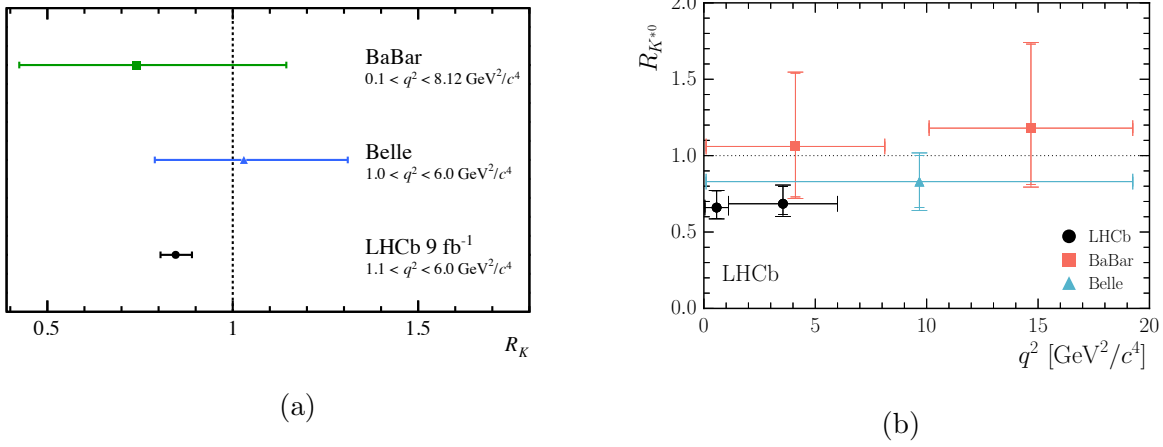 BaBar
0.1 < q² < 8.12 GeV²/c⁴
Belle
1.0 < q² < 6.0 GeV²/c⁴
LHCb 9 fb⁻¹
1.1 < q² < 6.0 GeV²/c⁴
0.5 1 1.5
R_K
(a)
R_{K*0}
2.0
1.5
1.0
0.5
0.0
LHCb
LHCb
BaBar
Belle
0 5 10 15 20
q² [GeV²/c⁴]
(b)